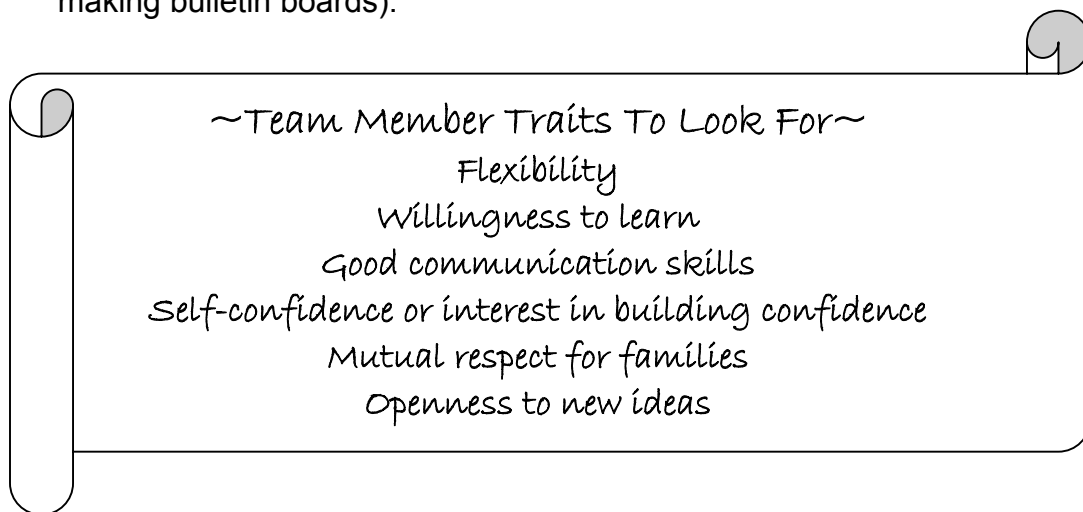 making bulletin boards).
~Team Member Traits To Look For~
Flexibility
Willingness to learn
Good communication skills
Self-confidence or interest in building confidence
Mutual respect for families
Openness to new ideas